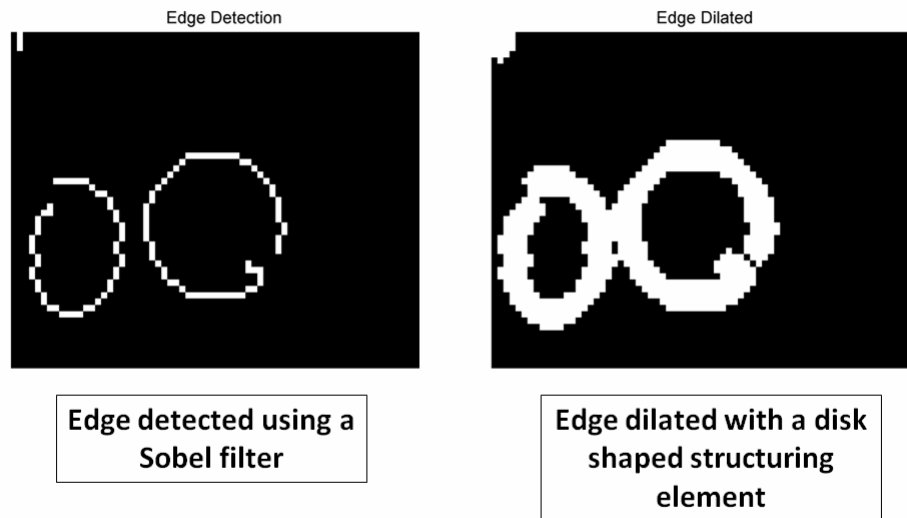 Edge Detection
Edge Dilated
Edge detected using a
Sobel filter
Edge dilated with a disk
shaped structuring
element